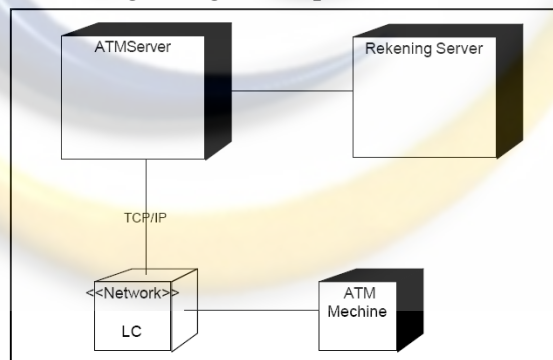 ATMServer
Rekening Server
TCP/IP
<<Network>>
LC
ATM
Mechine